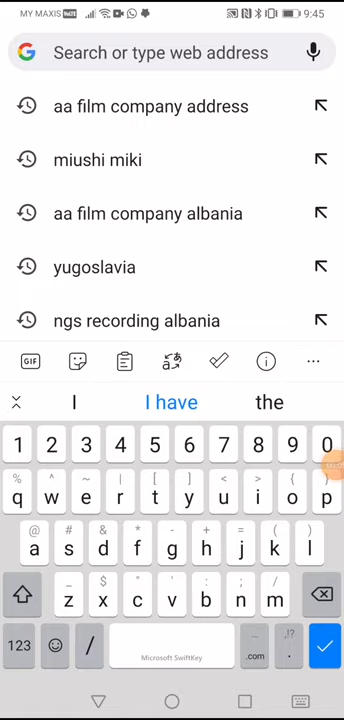 MY MAXIS VoLTE 9:45
Search or type web address
aa film company address
miushi miki
aa film company albania
yugoslavia
ngs recording albania
GIF
I I have the
1 2 3 4 5 6 7 8 9 0
% ^ ~ | [ ] < > { }
q w e r t y u i o p
@ # & * - + = ( )
a s d f g h j k l
_ $ " ' : ; /
z x c v b n m
123 / Microsoft SwiftKey .com ,!? .